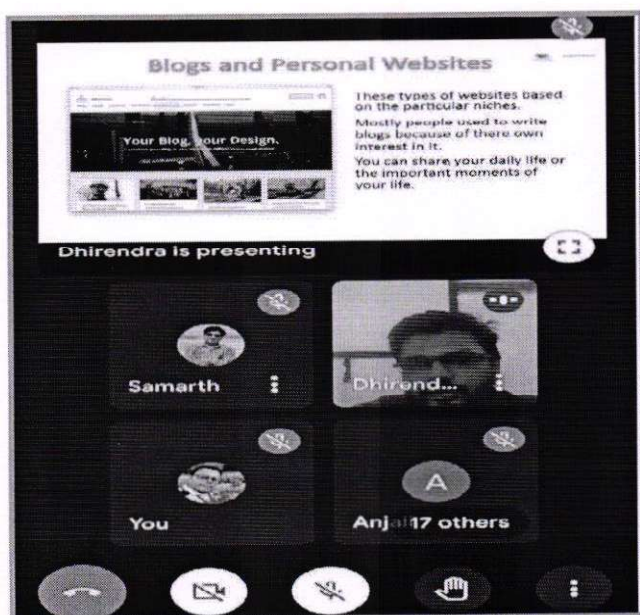 Blogs and Personal Websites
These types of websites based
on the particular niches.
Mostly people used to write
blogs because of there own
interest in it.
You can share your daily life or
the important moments of
your life.
Your Blog, your Design.
Dhirendra is presenting
Samarth
Dhirend...
You
A
Anjali
17 others